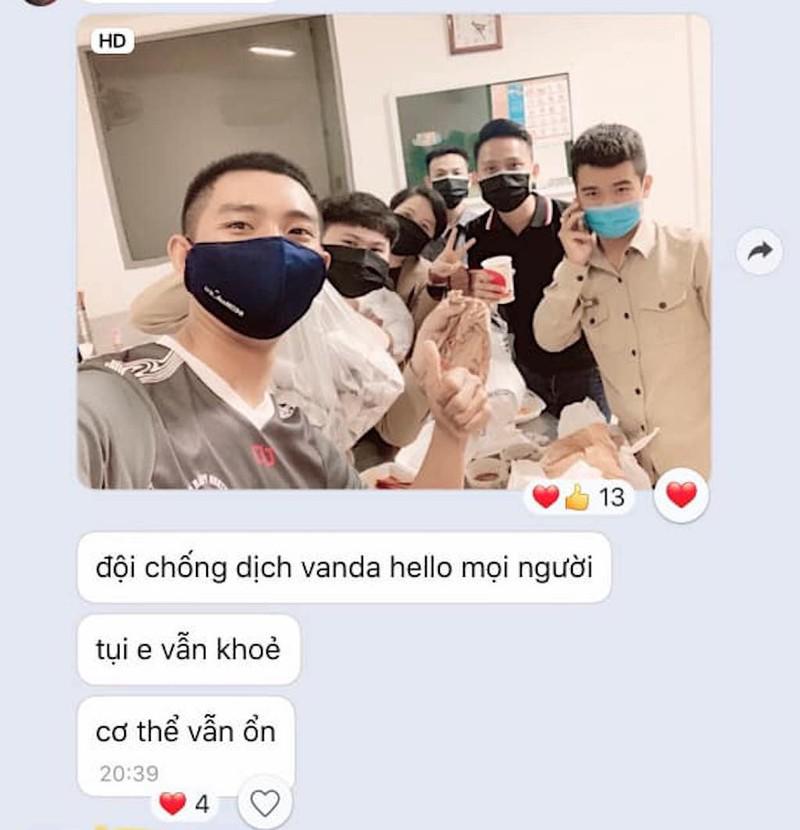 HD
13
đội chống dịch vanda hello mọi người
tụi e vẫn khoẻ
cơ thể vẫn ổn
20:39
4